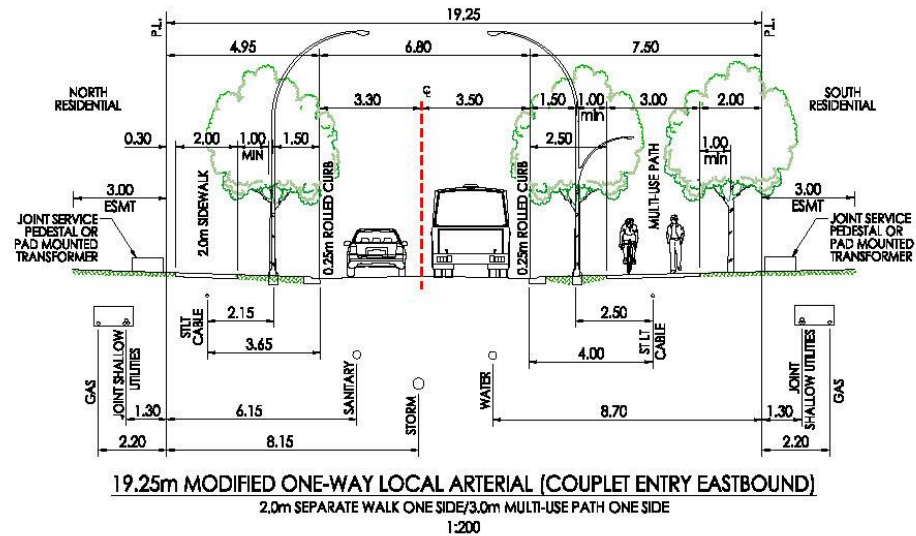 19.25
P.L.
P.L.
4.95
6.80
7.50
NORTH
RESIDENTIAL
℄
SOUTH
RESIDENTIAL
3.30
3.50
1.50
1.00
min
3.00
2.00
0.30
2.00
1.00
MIN
1.50
2.50
1.00
min
2.0m SIDEWALK
0.25m ROLLED CURB
0.25m ROLLED CURB
MULTI-USE PATH
3.00
ESMT
3.00
ESMT
JOINT SERVICE
PEDESTAL OR
PAD MOUNTED
TRANSFORMER
JOINT SERVICE
PEDESTAL OR
PAD MOUNTED
TRANSFORMER
STLT
CABLE
2.15
3.65
2.50
4.00
ST LT
CABLE
GAS
JOINT SHALLOW
UTILITIES
SANITARY
STORM
WATER
JOINT
SHALLOW UTILITIES
GAS
1.30
6.15
8.70
1.30
2.20
8.15
2.20
19.25m MODIFIED ONE-WAY LOCAL ARTERIAL (COUPLET ENTRY EASTBOUND)
2.0m SEPARATE WALK ONE SIDE/3.0m MULTI-USE PATH ONE SIDE
1:200